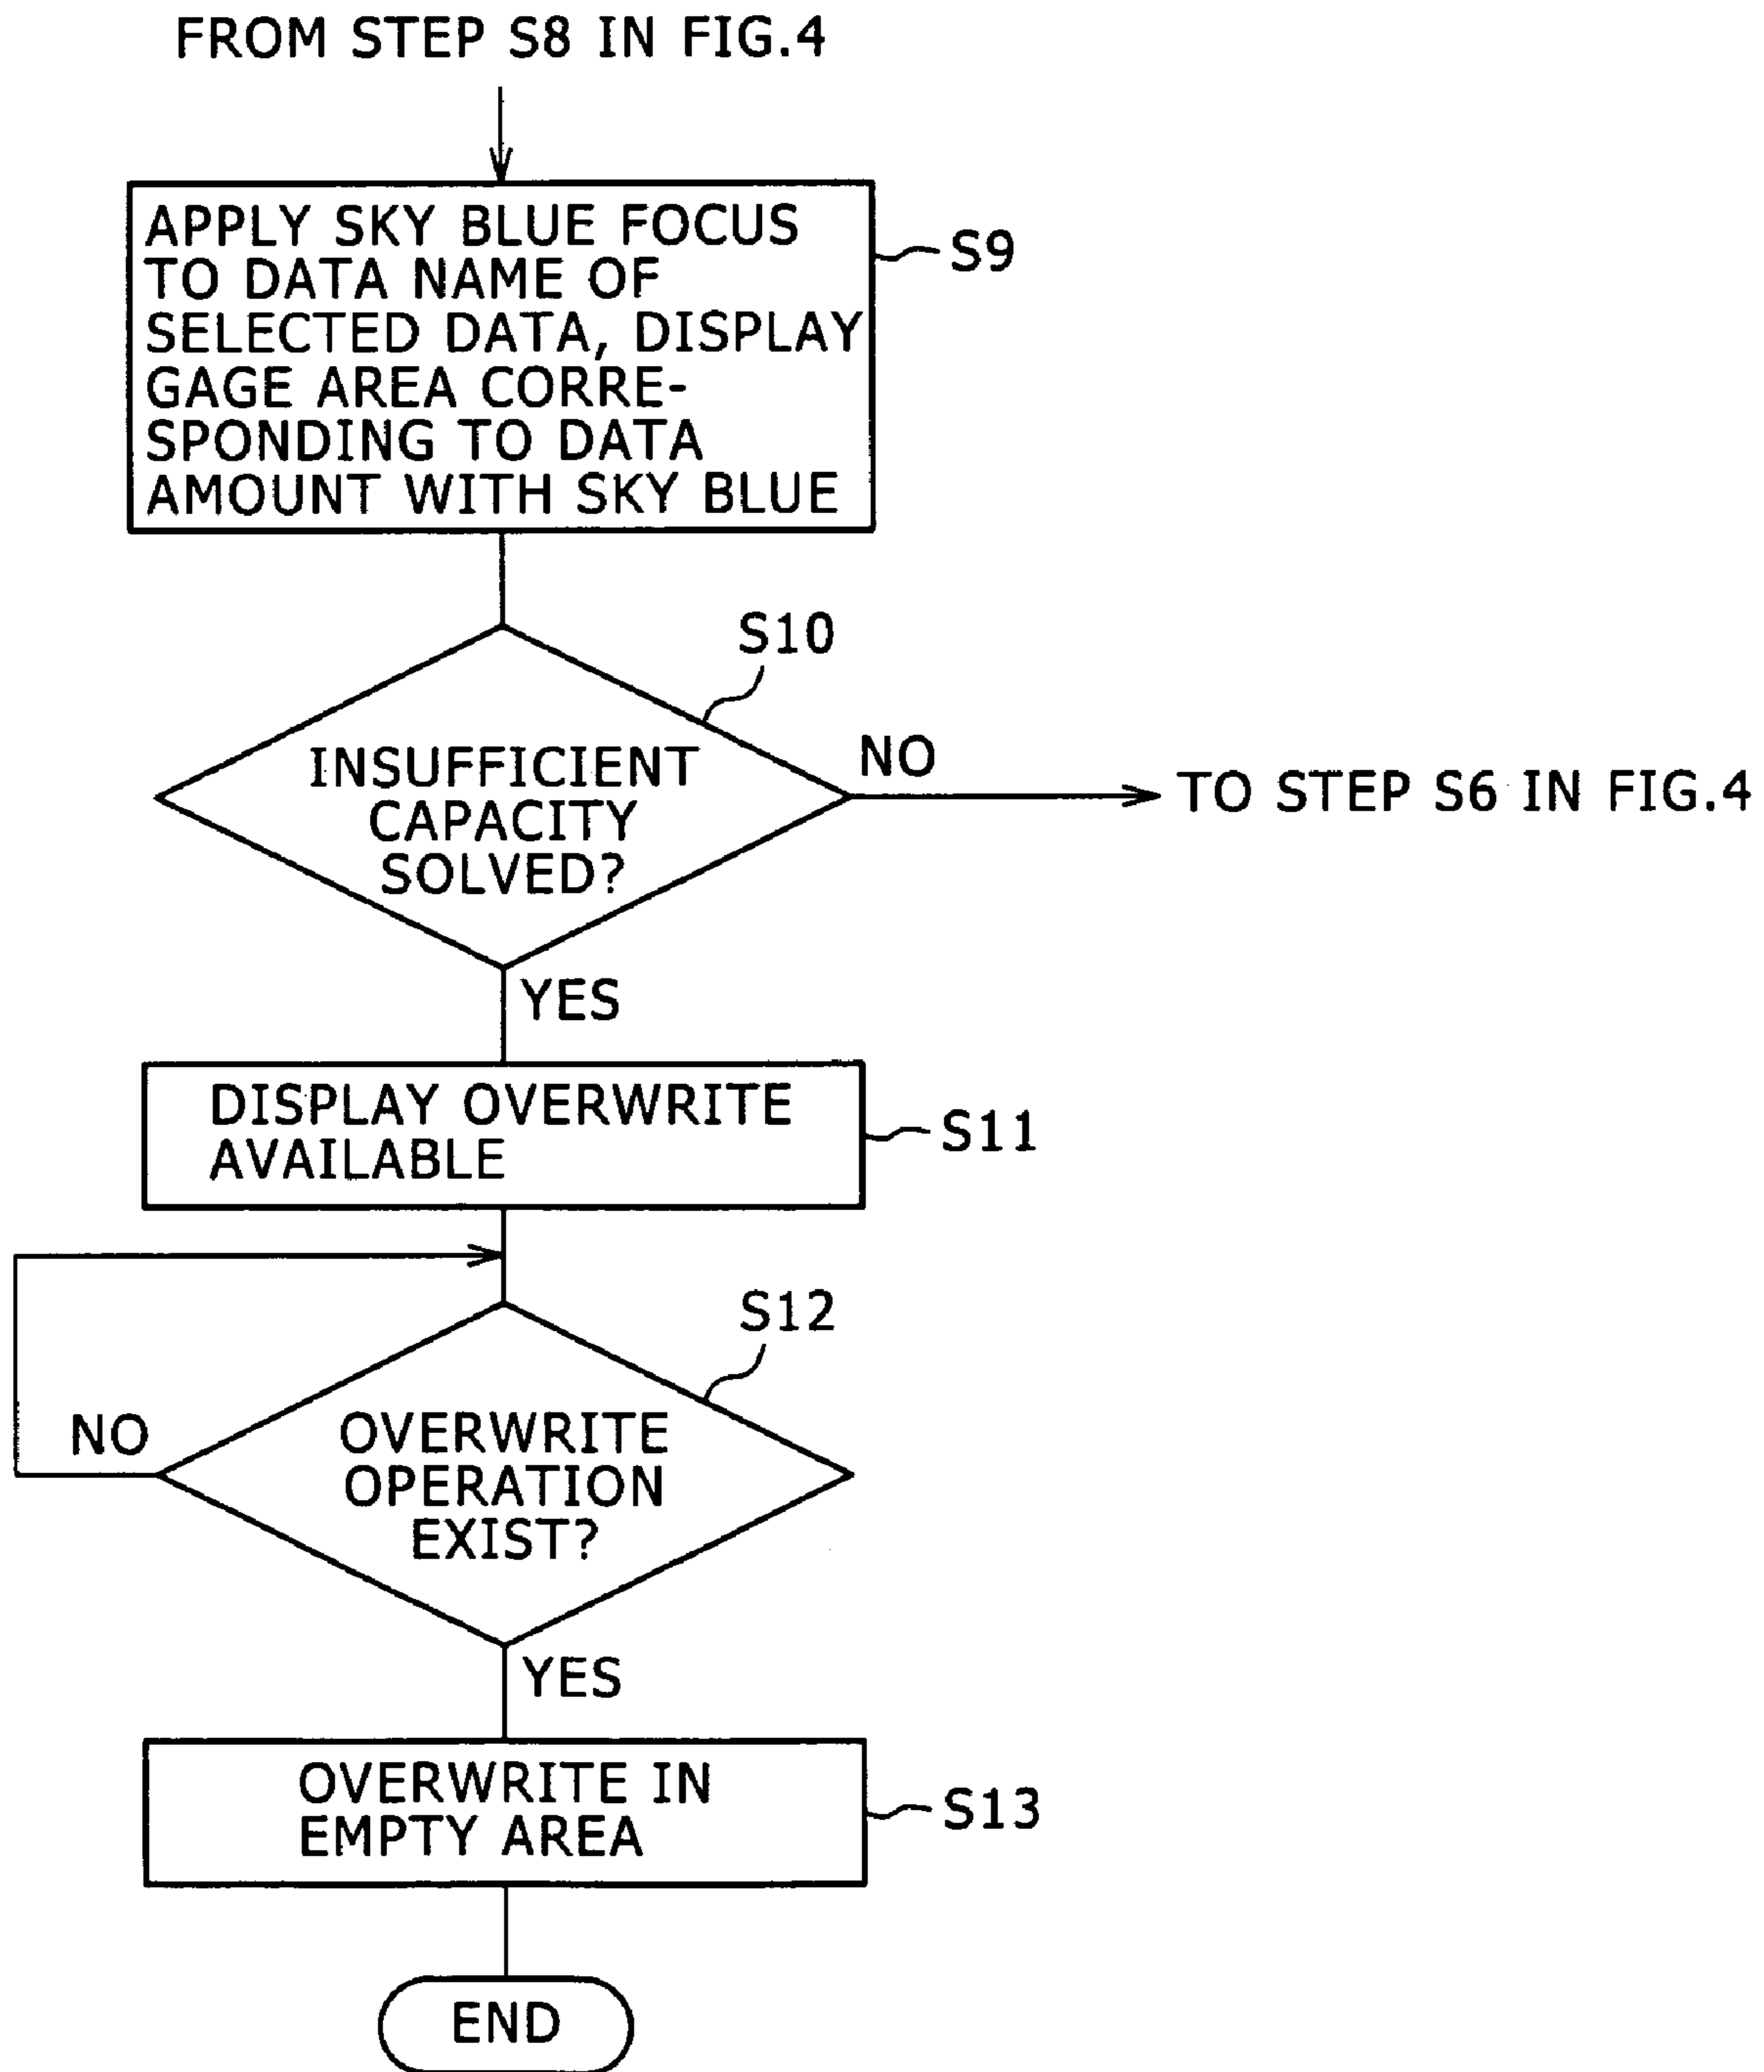 FROM STEP S8 IN FIG.4
APPLY SKY BLUE FOCUS
TO DATA NAME OF
SELECTED DATA, DISPLAY
GAGE AREA CORRE-
SPONDING TO DATA
AMOUNT WITH SKY BLUE
S9
S10
INSUFFICIENT
CAPACITY
SOLVED?
NO
TO STEP S6 IN FIG.4
YES
DISPLAY OVERWRITE
AVAILABLE
S11
S12
OVERWRITE
OPERATION
EXIST?
NO
YES
OVERWRITE IN
EMPTY AREA
S13
END